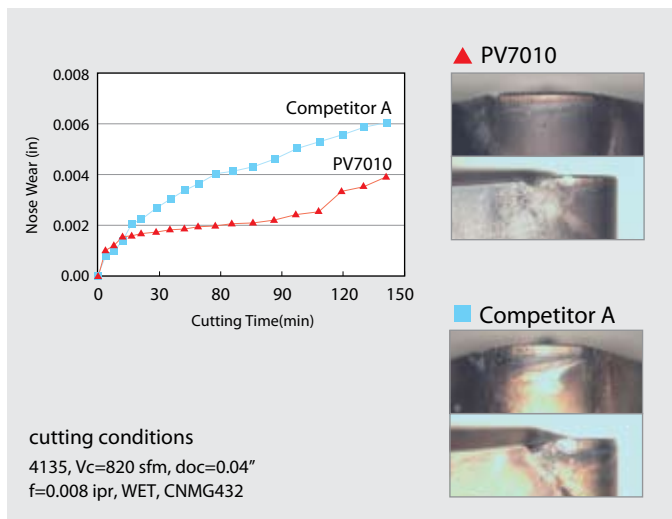 0.008
0.006
0.004
0.002
0.00
Nose Wear (in)
Competitor A
PV7010
0 30 60 80 90 120 150
Cutting Time(min)
PV7010
Competitor A
cutting conditions
4135, Vc=820 sfm, doc=0.04″
f=0.008 ipr, WET, CNMG432